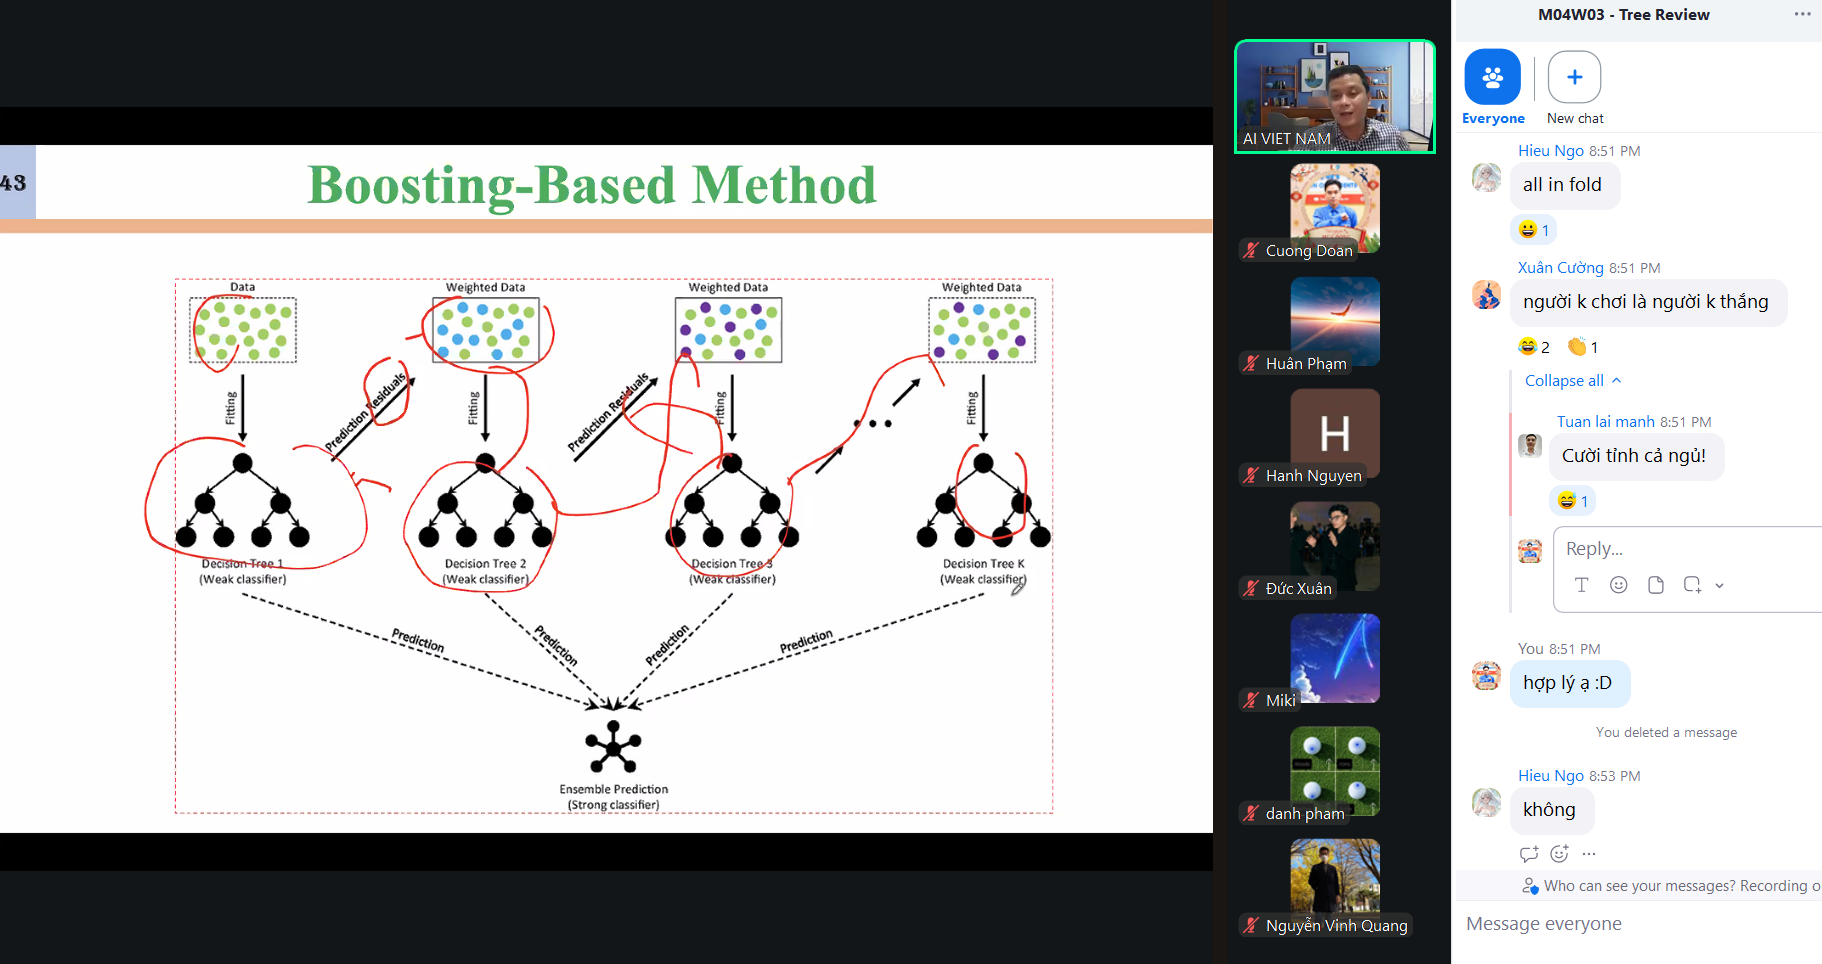 43
Boosting-Based Method
Data
Weighted Data
Weighted Data
Weighted Data
Fitting
Prediction Residuals
Fitting
Prediction Residuals
Fitting
Fitting
Decision Tree 1
(Weak classifier)
Decision Tree 2
(Weak classifier)
Decision Tree 3
(Weak classifier)
Decision Tree K
(Weak classifier)
Prediction
Prediction
Prediction
Prediction
Ensemble Prediction
(Strong classifier)
AI VIET NAM
Cuong Doan
Huân Phạm
H
Hanh Nguyen
Đức Xuân
Miki
danh pham
Nguyễn Vinh Quang
M04W03 - Tree Review
Everyone
New chat
Hieu Ngo 8:51 PM
all in fold
1
Xuân Cường 8:51 PM
người k chơi là người k thắng
2
1
Collapse all
Tuan lai manh 8:51 PM
Cười tỉnh cả ngủ!
1
Reply...
You 8:51 PM
hợp lý ạ :D
You deleted a message
Hieu Ngo 8:53 PM
không
Who can see your messages? Recording o
Message everyone